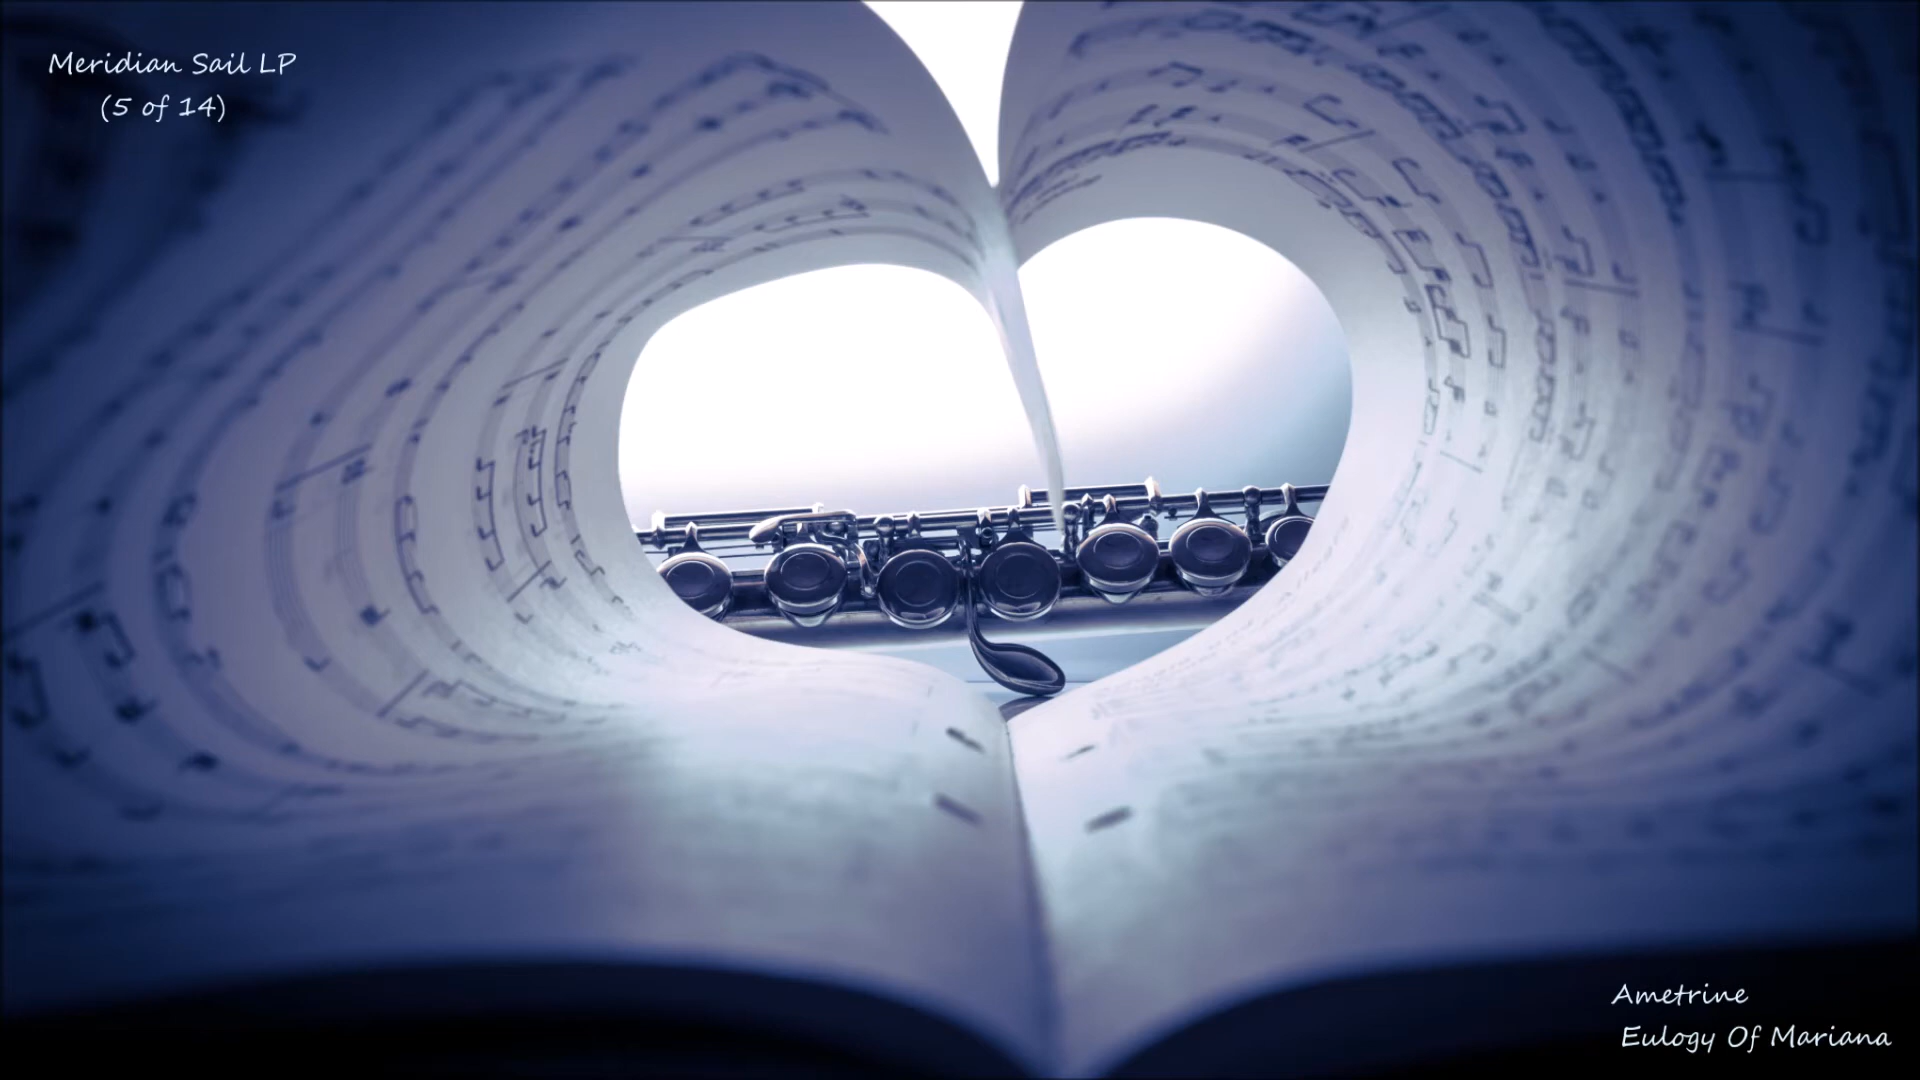 Meridian Sail LP
(5 of 14)
Ametrine
Eulogy Of Mariana